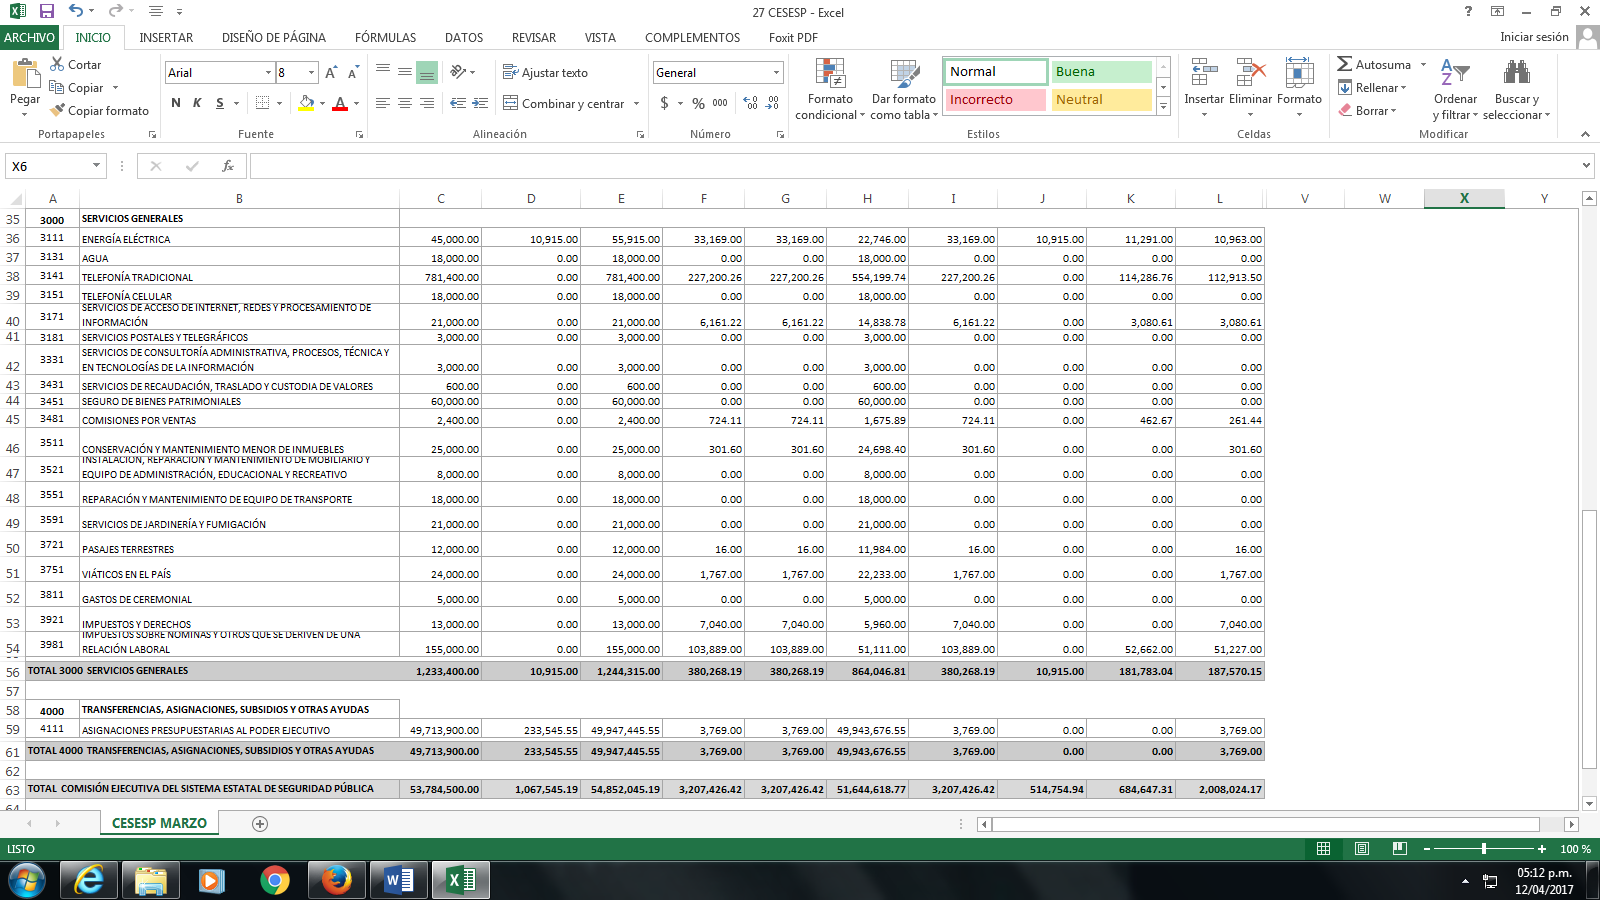 27 CESESP - Excel
ARCHIVO INICIO INSERTAR DISEÑO DE PÁGINA FÓRMULAS DATOS REVISAR VISTA COMPLEMENTOS Foxit PDF Iniciar sesión
Pegar Cortar Copiar Copiar formato Portapapeles
Arial 8 N K S Fuente
Ajustar texto Combinar y centrar Alineación
General $ % 000 Número
Formato condicional Dar formato como tabla Normal Buena Incorrecto Neutral Estilos
Insertar Eliminar Formato Celdas
Autosuma Rellenar Borrar Ordenar y filtrar Buscar y seleccionar Modificar
X6 fx
A B C D E F G H I J K L V W X Y
35 3000 SERVICIOS GENERALES
36 3111 ENERGÍA ELÉCTRICA 45,000.00 10,915.00 55,915.00 33,169.00 33,169.00 22,746.00 33,169.00 10,915.00 11,291.00 10,963.00
37 3131 AGUA 18,000.00 0.00 18,000.00 0.00 0.00 18,000.00 0.00 0.00 0.00 0.00
38 3141 TELEFONÍA TRADICIONAL 781,400.00 0.00 781,400.00 227,200.26 227,200.26 554,199.74 227,200.26 0.00 114,286.76 112,913.50
39 3151 TELEFONÍA CELULAR 18,000.00 0.00 18,000.00 0.00 0.00 18,000.00 0.00 0.00 0.00 0.00
SERVICIOS DE ACCESO DE INTERNET, REDES Y PROCESAMIENTO DE
40 3171 INFORMACIÓN 21,000.00 0.00 21,000.00 6,161.22 6,161.22 14,838.78 6,161.22 0.00 3,080.61 3,080.61
41 3181 SERVICIOS POSTALES Y TELEGRÁFICOS 3,000.00 0.00 3,000.00 0.00 0.00 3,000.00 0.00 0.00 0.00 0.00
SERVICIOS DE CONSULTORÍA ADMINISTRATIVA, PROCESOS, TÉCNICA Y
42 3331 EN TECNOLOGÍAS DE LA INFORMACIÓN 3,000.00 0.00 3,000.00 0.00 0.00 3,000.00 0.00 0.00 0.00 0.00
43 3431 SERVICIOS DE RECAUDACIÓN, TRASLADO Y CUSTODIA DE VALORES 600.00 0.00 600.00 0.00 0.00 600.00 0.00 0.00 0.00 0.00
44 3451 SEGURO DE BIENES PATRIMONIALES 60,000.00 0.00 60,000.00 0.00 0.00 60,000.00 0.00 0.00 0.00 0.00
45 3481 COMISIONES POR VENTAS 2,400.00 0.00 2,400.00 724.11 724.11 1,675.89 724.11 0.00 462.67 261.44
46 3511 CONSERVACIÓN Y MANTENIMIENTO MENOR DE INMUEBLES 25,000.00 0.00 25,000.00 301.60 301.60 24,698.40 301.60 0.00 0.00 301.60
INSTALACIÓN, REPARACIÓN Y MANTENIMIENTO DE MOBILIARIO Y
47 3521 EQUIPO DE ADMINISTRACIÓN, EDUCACIONAL Y RECREATIVO 8,000.00 0.00 8,000.00 0.00 0.00 8,000.00 0.00 0.00 0.00 0.00
48 3551 REPARACIÓN Y MANTENIMIENTO DE EQUIPO DE TRANSPORTE 18,000.00 0.00 18,000.00 0.00 0.00 18,000.00 0.00 0.00 0.00 0.00
49 3591 SERVICIOS DE JARDINERÍA Y FUMIGACIÓN 21,000.00 0.00 21,000.00 0.00 0.00 21,000.00 0.00 0.00 0.00 0.00
50 3721 PASAJES TERRESTRES 12,000.00 0.00 12,000.00 16.00 16.00 11,984.00 16.00 0.00 0.00 16.00
51 3751 VIÁTICOS EN EL PAÍS 24,000.00 0.00 24,000.00 1,767.00 1,767.00 22,233.00 1,767.00 0.00 0.00 1,767.00
52 3811 GASTOS DE CEREMONIAL 5,000.00 0.00 5,000.00 0.00 0.00 5,000.00 0.00 0.00 0.00 0.00
53 3921 IMPUESTOS Y DERECHOS 13,000.00 0.00 13,000.00 7,040.00 7,040.00 5,960.00 7,040.00 0.00 0.00 7,040.00
IMPUESTOS SOBRE NÓMINAS Y OTROS QUE SE DERIVEN DE UNA
54 3981 RELACIÓN LABORAL 155,000.00 0.00 155,000.00 103,889.00 103,889.00 51,111.00 103,889.00 0.00 52,662.00 51,227.00
56 TOTAL 3000 SERVICIOS GENERALES 1,233,400.00 10,915.00 1,244,315.00 380,268.19 380,268.19 864,046.81 380,268.19 10,915.00 181,783.04 187,570.15
57
58 4000 TRANSFERENCIAS, ASIGNACIONES, SUBSIDIOS Y OTRAS AYUDAS
59 4111 ASIGNACIONES PRESUPUESTARIAS AL PODER EJECUTIVO 49,713,900.00 233,545.55 49,947,445.55 3,769.00 3,769.00 49,943,676.55 3,769.00 0.00 0.00 3,769.00
61 TOTAL 4000 TRANSFERENCIAS, ASIGNACIONES, SUBSIDIOS Y OTRAS AYUDAS 49,713,900.00 233,545.55 49,947,445.55 3,769.00 3,769.00 49,943,676.55 3,769.00 0.00 0.00 3,769.00
62
63 TOTAL COMISIÓN EJECUTIVA DEL SISTEMA ESTATAL DE SEGURIDAD PÚBLICA 53,784,500.00 1,067,545.19 54,852,045.19 3,207,426.42 3,207,426.42 51,644,618.77 3,207,426.42 514,754.94 684,647.31 2,008,024.17
64
CESESP MARZO
LISTO 100 %
05:12 p.m.
12/04/2017